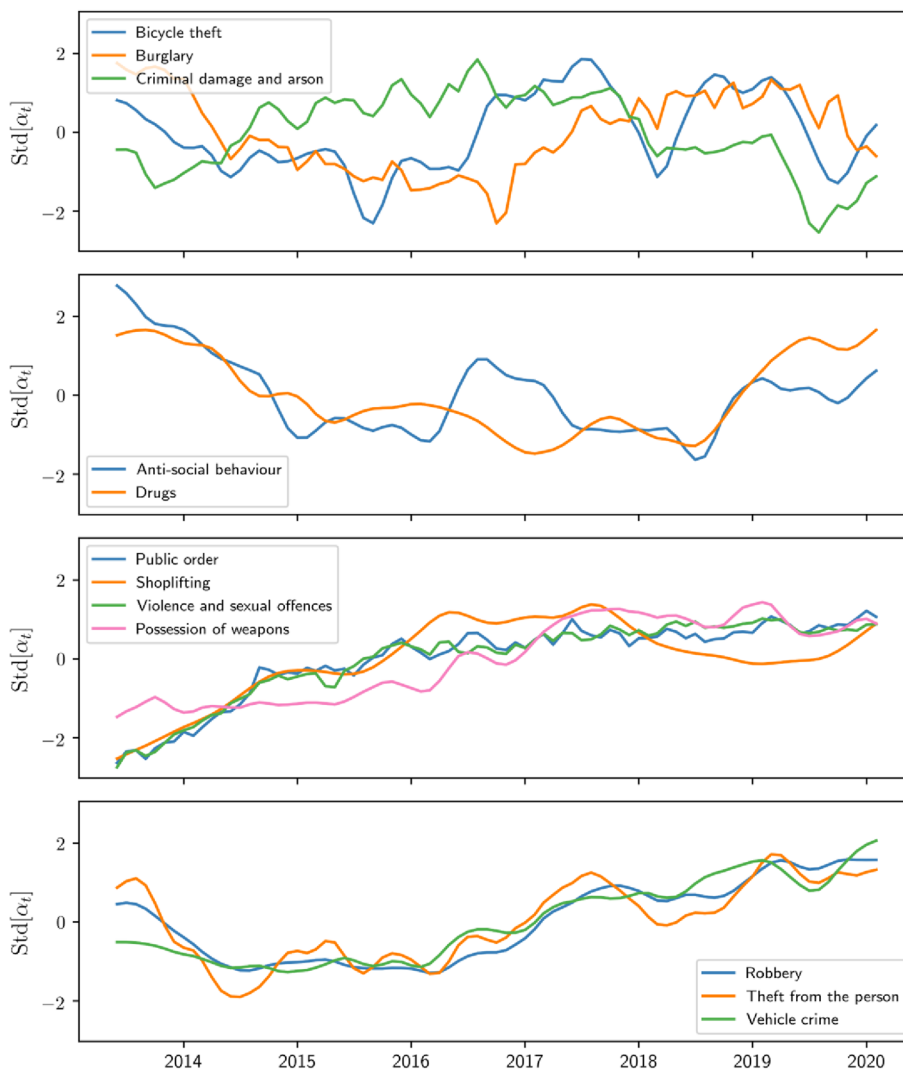 Bicycle theft
Burglary
Criminal damage and arson
2
0
−2
Std[αt]
Anti-social behaviour
Drugs
2
0
−2
Std[αt]
Public order
Shoplifting
Violence and sexual offences
Possession of weapons
2
0
−2
Std[αt]
Robbery
Theft from the person
Vehicle crime
2
0
−2
Std[αt]
2014 2015 2016 2017 2018 2019 2020